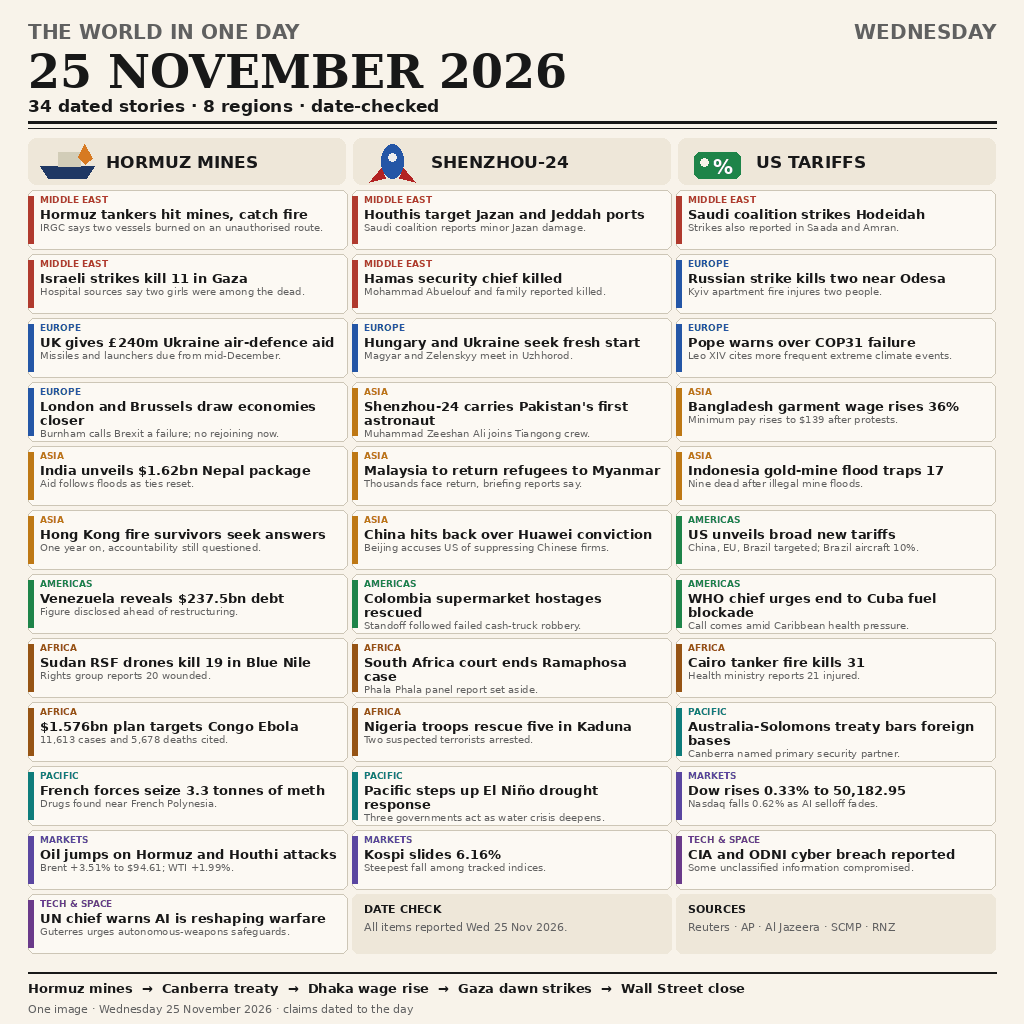 THE WORLD IN ONE DAY
WEDNESDAY
25 NOVEMBER 2026
34 dated stories · 8 regions · date-checked
HORMUZ MINES
SHENZHOU-24
%
US TARIFFS
MIDDLE EAST
Hormuz tankers hit mines, catch fire
IRGC says two vessels burned on an unauthorised route.
MIDDLE EAST
Houthis target Jazan and Jeddah ports
Saudi coalition reports minor Jazan damage.
MIDDLE EAST
Saudi coalition strikes Hodeidah
Strikes also reported in Saada and Amran.
MIDDLE EAST
Israeli strikes kill 11 in Gaza
Hospital sources say two girls were among the dead.
MIDDLE EAST
Hamas security chief killed
Mohammad Abuelouf and family reported killed.
EUROPE
Russian strike kills two near Odesa
Kyiv apartment fire injures two people.
EUROPE
UK gives £240m Ukraine air-defence aid
Missiles and launchers due from mid-December.
EUROPE
Hungary and Ukraine seek fresh start
Magyar and Zelenskyy meet in Uzhhorod.
EUROPE
Pope warns over COP31 failure
Leo XIV cites more frequent extreme climate events.
EUROPE
London and Brussels draw economies
closer
Burnham calls Brexit a failure; no rejoining now.
ASIA
Shenzhou-24 carries Pakistan's first
astronaut
Muhammad Zeeshan Ali joins Tiangong crew.
ASIA
Bangladesh garment wage rises 36%
Minimum pay rises to $139 after protests.
ASIA
India unveils $1.62bn Nepal package
Aid follows floods as ties reset.
ASIA
Malaysia to return refugees to Myanmar
Thousands face return, briefing reports say.
ASIA
Indonesia gold-mine flood traps 17
Nine dead after illegal mine floods.
ASIA
Hong Kong fire survivors seek answers
One year on, accountability still questioned.
ASIA
China hits back over Huawei conviction
Beijing accuses US of suppressing Chinese firms.
AMERICAS
US unveils broad new tariffs
China, EU, Brazil targeted; Brazil aircraft 10%.
AMERICAS
Venezuela reveals $237.5bn debt
Figure disclosed ahead of restructuring.
AMERICAS
Colombia supermarket hostages
rescued
Standoff followed failed cash-truck robbery.
AMERICAS
WHO chief urges end to Cuba fuel
blockade
Call comes amid Caribbean health pressure.
AFRICA
Sudan RSF drones kill 19 in Blue Nile
Rights group reports 20 wounded.
AFRICA
South Africa court ends Ramaphosa
case
Phala Phala panel report set aside.
AFRICA
Cairo tanker fire kills 31
Health ministry reports 21 injured.
AFRICA
$1.576bn plan targets Congo Ebola
11,613 cases and 5,678 deaths cited.
AFRICA
Nigeria troops rescue five in Kaduna
Two suspected terrorists arrested.
PACIFIC
Australia-Solomons treaty bars foreign
bases
Canberra named primary security partner.
PACIFIC
French forces seize 3.3 tonnes of meth
Drugs found near French Polynesia.
PACIFIC
Pacific steps up El Niño drought
response
Three governments act as water crisis deepens.
MARKETS
Dow rises 0.33% to 50,182.95
Nasdaq falls 0.62% as AI selloff fades.
MARKETS
Oil jumps on Hormuz and Houthi attacks
Brent +3.51% to $94.61; WTI +1.99%.
MARKETS
Kospi slides 6.16%
Steepest fall among tracked indices.
TECH & SPACE
CIA and ODNI cyber breach reported
Some unclassified information compromised.
TECH & SPACE
UN chief warns AI is reshaping warfare
Guterres urges autonomous-weapons safeguards.
DATE CHECK
All items reported Wed 25 Nov 2026.
SOURCES
Reuters · AP · Al Jazeera · SCMP · RNZ
Hormuz mines → Canberra treaty → Dhaka wage rise → Gaza dawn strikes → Wall Street close
One image · Wednesday 25 November 2026 · claims dated to the day